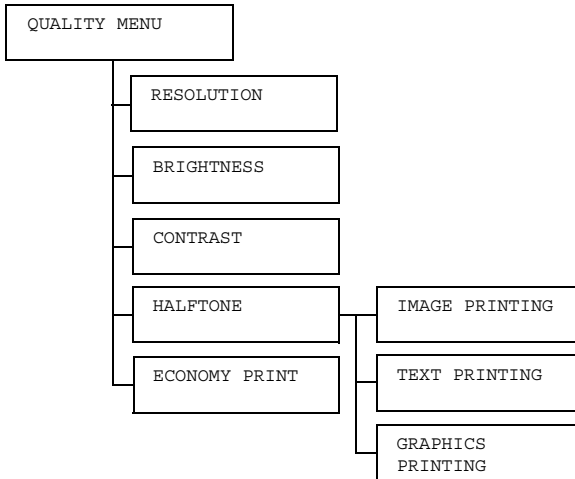 QUALITY MENU
RESOLUTION
BRIGHTNESS
CONTRAST
HALFTONE
IMAGE PRINTING
ECONOMY PRINT
TEXT PRINTING
GRAPHICS
PRINTING